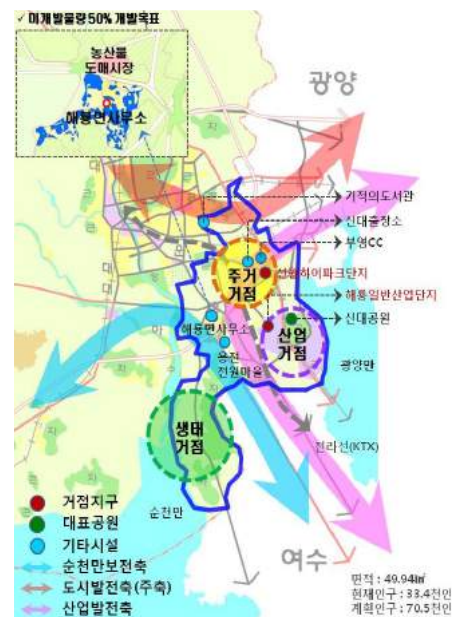 ✓ 미개발물량 50% 개발목표
농산물
도매시장
해룡면사무소
광양
기적의도서관
신대출장소
부영CC
주거
거점
선월하이파크단지
해룡일반산업단지
신대공원
산업
거점
해룡면사무소
용전
전원마을
광양만
생태
거점
전라선(KTX)
순천만
여수
거점지구
대표공원
기타시설
순천만보전축
도시발전축(주축)
산업발전축
면적 : 49.94㎢
현재인구 : 33.4천인
계획인구 : 70.5천인